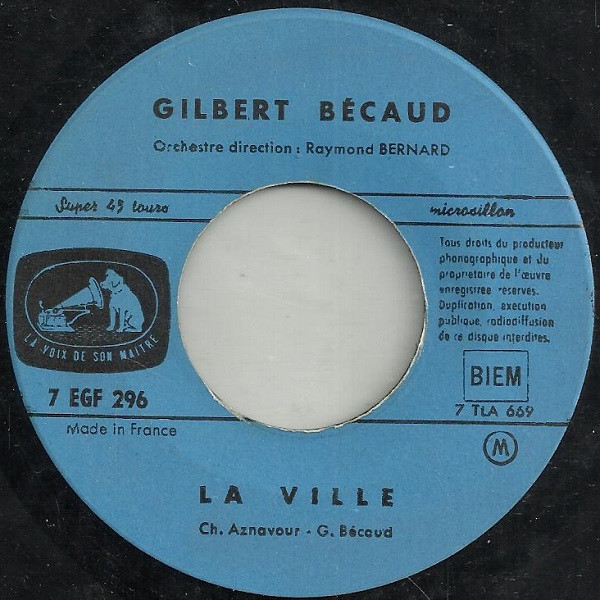 GILBERT BÉCAUD
Orchestre direction : Raymond BERNARD
Super 45 tours
microsillon
Tous droits du producteur
phonographique et du
propriétaire de l'œuvre
enregistrée réservés.
Duplication, exécution
publique, radiodiffusion
de ce disque interdites.
LA VOIX DE SON MAITRE
7 EGF 296
Made in France
BIEM
7 TLA 669
M
LA VILLE
Ch. Aznavour - G. Bécaud